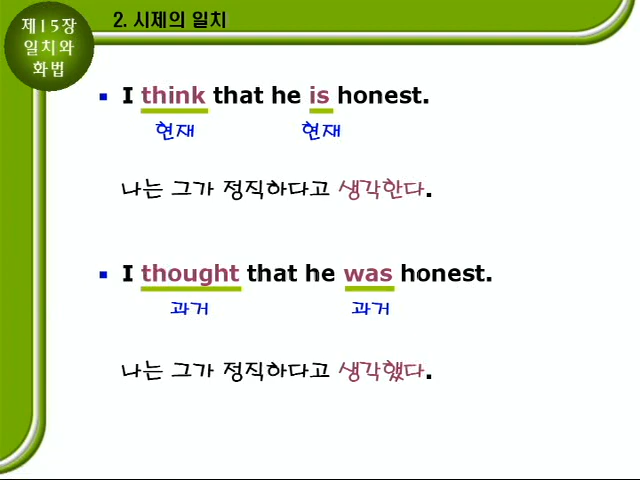 제15장
일치와
화법
2. 시제의 일치
I think that he is honest.
현재 현재
나는 그가 정직하다고 생각한다.
I thought that he was honest.
과거 과거
나는 그가 정직하다고 생각했다.